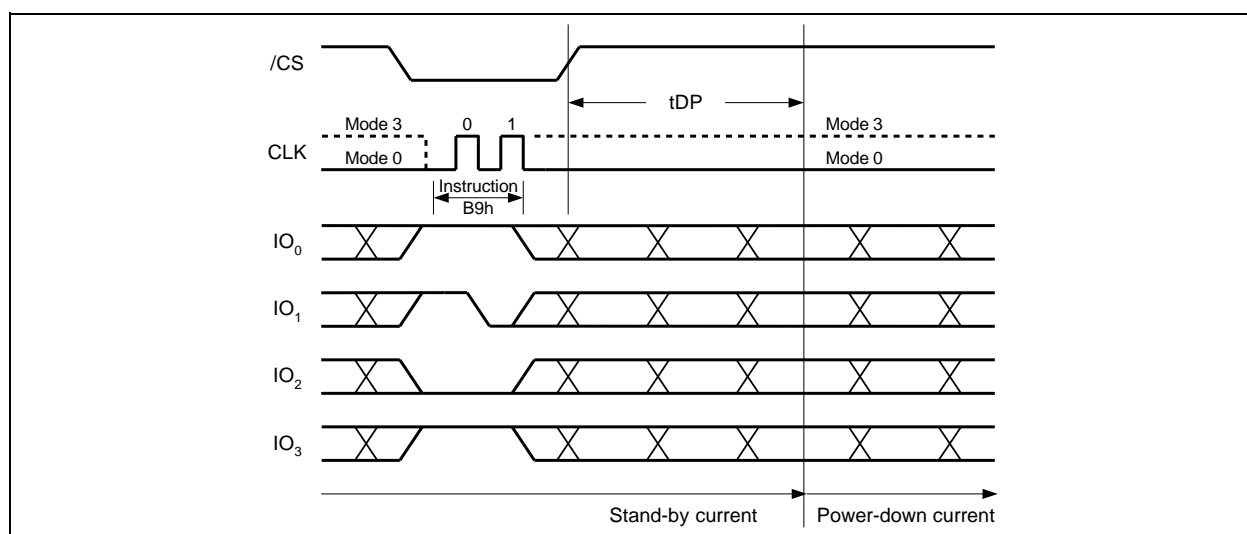 /CS
tDP
Mode 3 0 1 Mode 3
CLK
Mode 0 Mode 0
Instruction
B9h
IO0
IO1
IO2
IO3
Stand-by current Power-down current